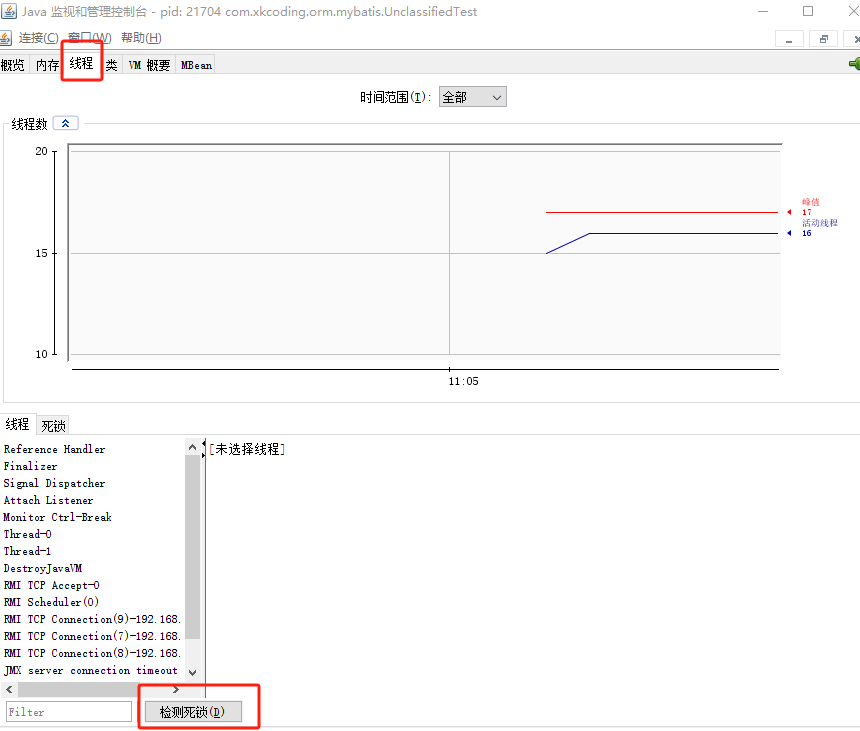 Java 监视和管理控制台 - pid: 21704 com.xkcoding.orm.mybatis.UnclassifiedTest
连接(C) 窗口(W) 帮助(H)
概览 内存 线程 类 VM 概要 MBean
时间范围(T): 全部
线程数
20
15
10
峰值
17
活动线程
16
11:05
线程 死锁
Reference Handler
Finalizer
Signal Dispatcher
Attach Listener
Monitor Ctrl-Break
Thread-0
Thread-1
DestroyJavaVM
RMI TCP Accept-0
RMI Scheduler(0)
RMI TCP Connection(9)-192.168.
RMI TCP Connection(7)-192.168.
RMI TCP Connection(8)-192.168.
JMX server connection timeout
[未选择线程]
Filter
检测死锁(D)